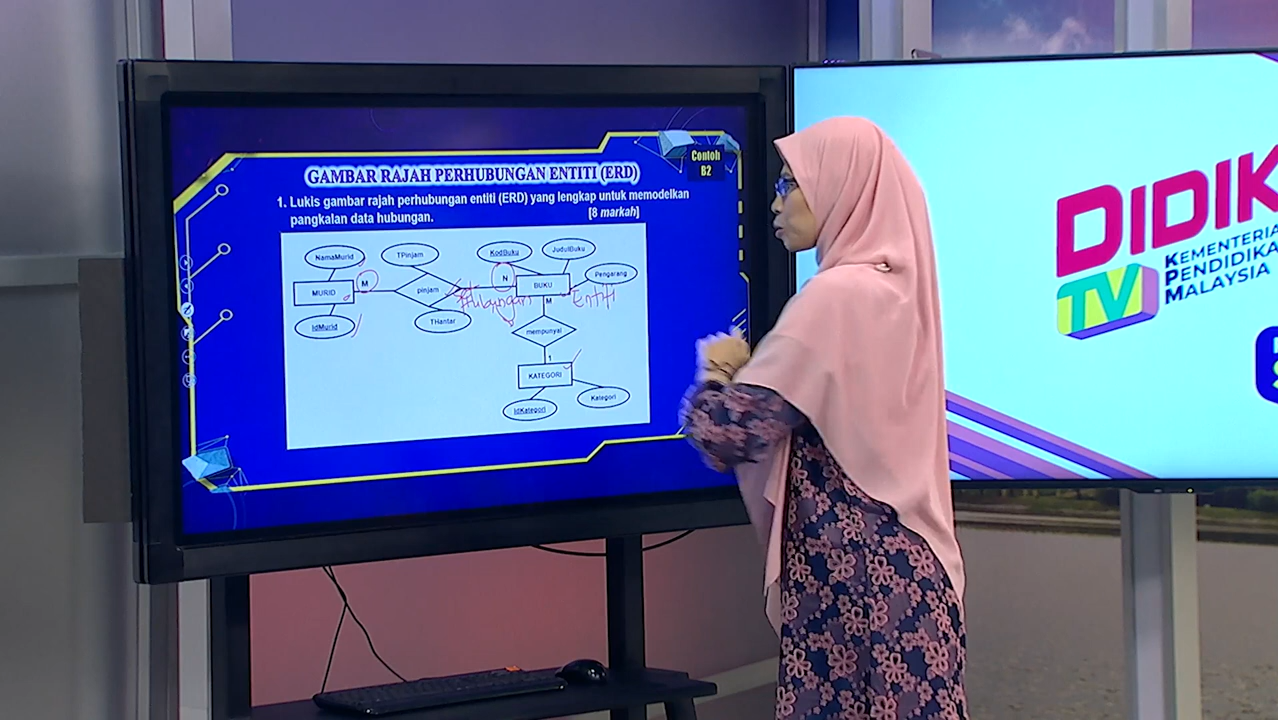 GAMBAR RAJAH PERHUBUNGAN ENTITI (ERD)
Contoh
B2
1. Lukis gambar rajah perhubungan entiti (ERD) yang lengkap untuk memodelkan
pangkalan data hubungan.
[8 markah]
NamaMurid
TPinjam
KodBuku
JudulBuku
MURID
M
pinjam
N
BUKU
Pengarang
Hubungan
Entiti
IdMurid
THantar
M
mempunyai
1
KATEGORI
IdKategori
Kategori
DIDIK
TV
KEMENTERIA
PENDIDIKA
MALAYSIA